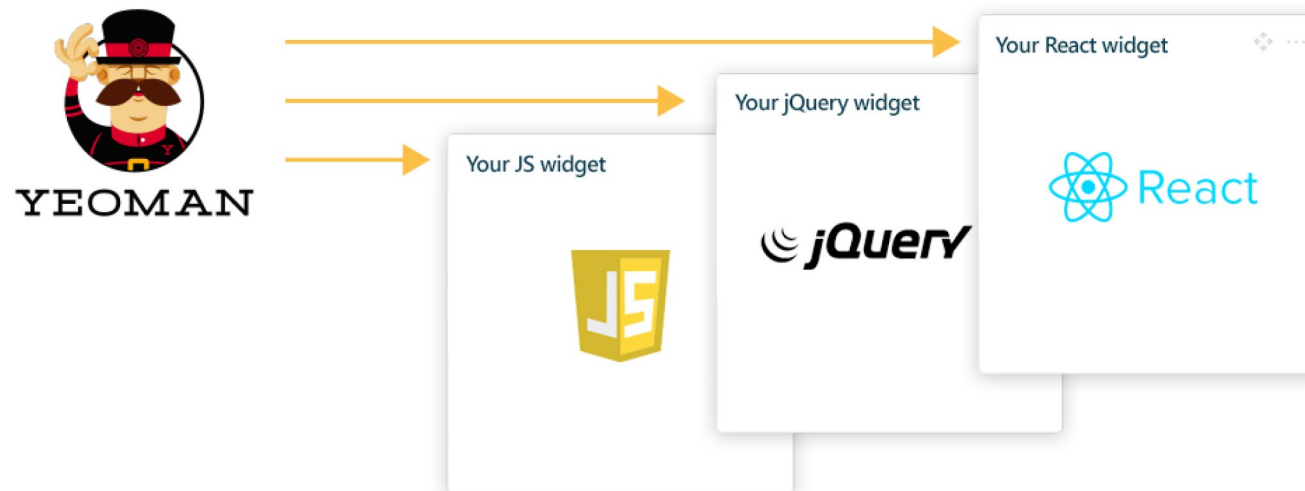 YEOMAN
Your JS widget
JS
Your jQuery widget
jQuery
Your React widget
React